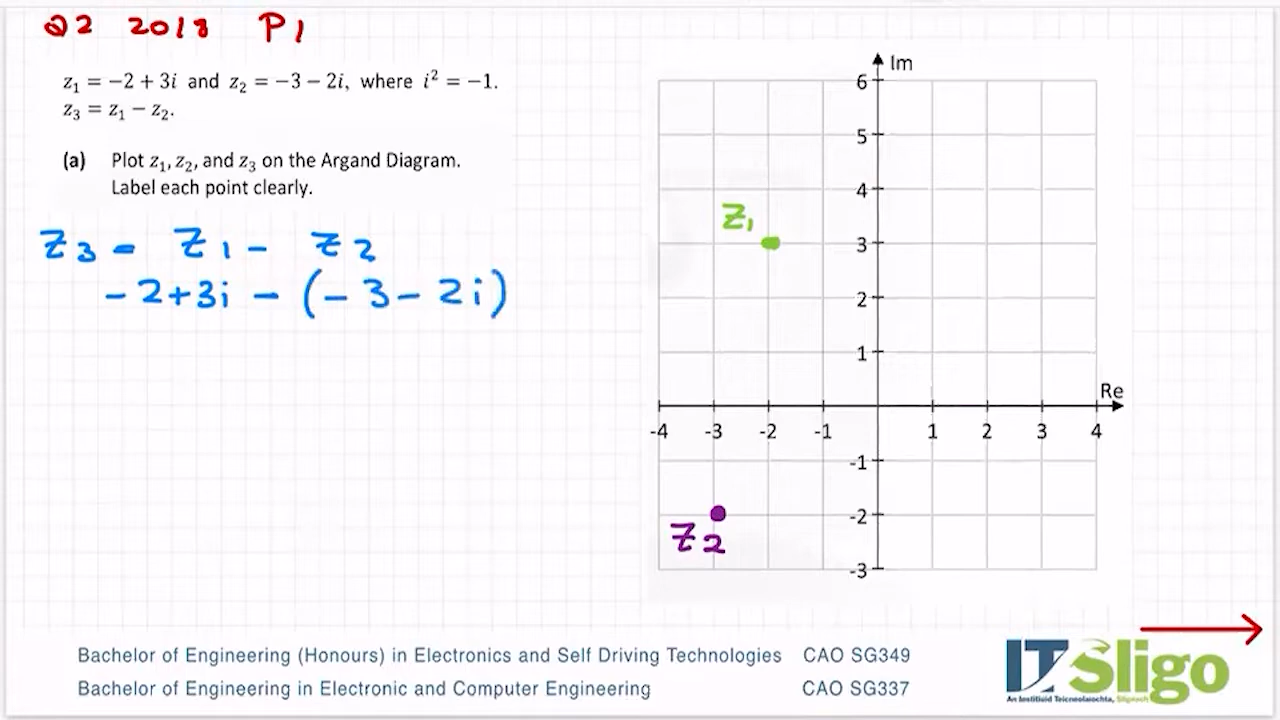 Q2 2018 P1
z₁ = −2 + 3i and z₂ = −3 − 2i, where i² = −1.
z₃ = z₁ − z₂.
(a) Plot z₁, z₂, and z₃ on the Argand Diagram.
Label each point clearly.
z3 = z1 - z2
-2+3i - (-3-2i)
Im
6
5
4
z1
3
2
1
Re
-4 -3 -2 -1 1 2 3 4
-1
-2
z2
-3
Bachelor of Engineering (Honours) in Electronics and Self Driving Technologies CAO SG349
Bachelor of Engineering in Electronic and Computer Engineering CAO SG337
IT Sligo
An Institiúid Teicneolaíochta, Sligeach